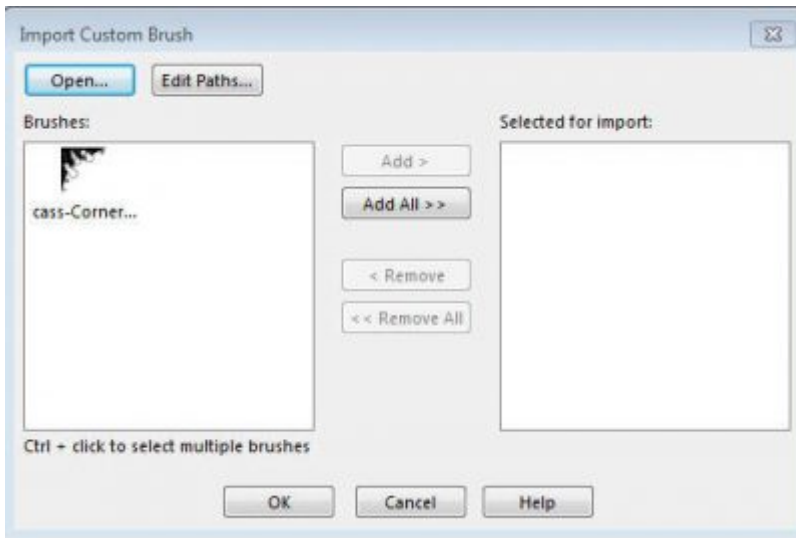 Import Custom Brush
Open...
Edit Paths...
Brushes:
Selected for import:
cass-Corner...
Add >
Add All >>
< Remove
<< Remove All
Ctrl + click to select multiple brushes
OK
Cancel
Help